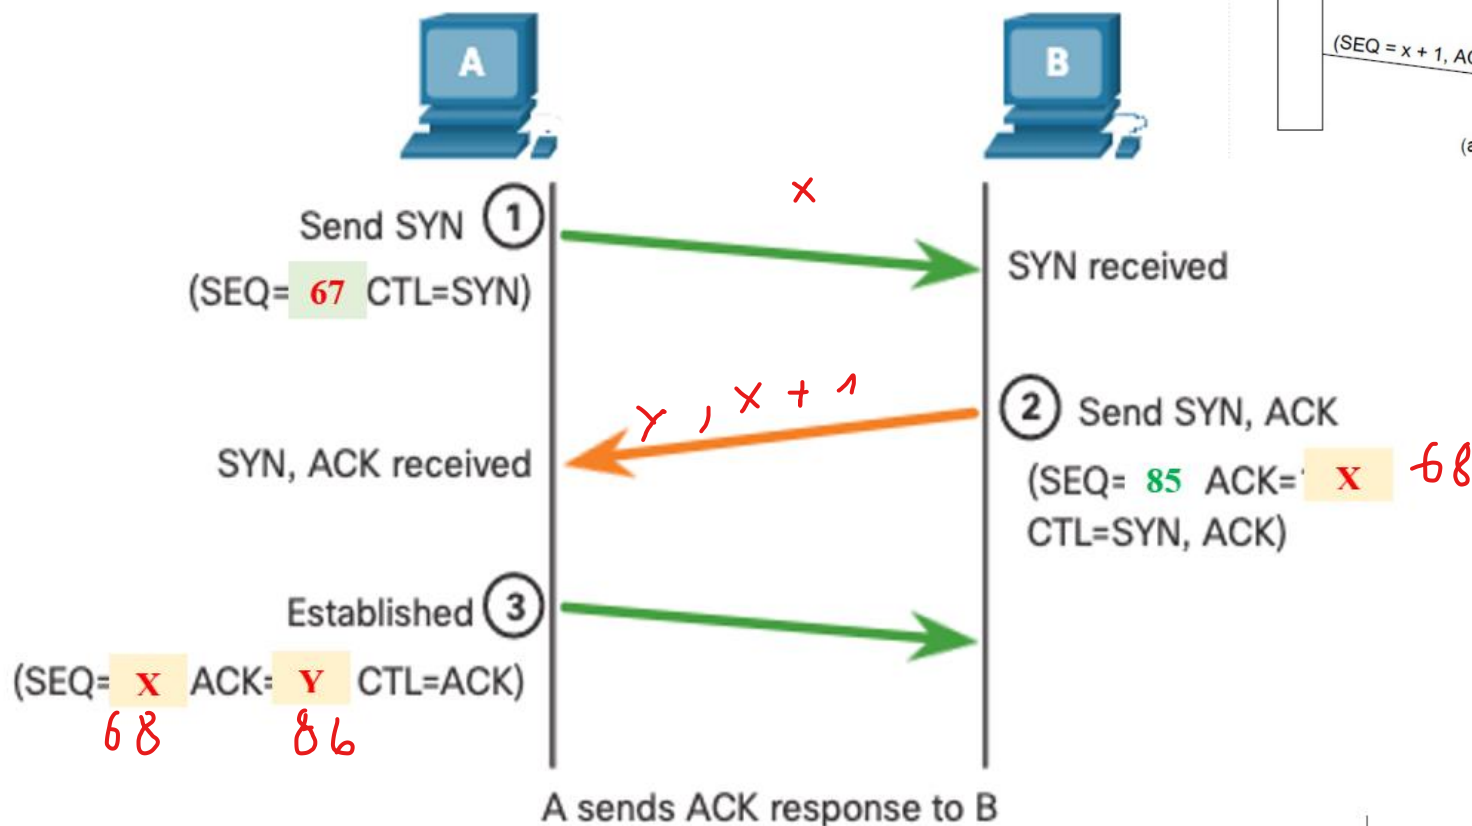 A
B
(SEQ = x + 1, AC
(a
x
Send SYN 1
(SEQ= 67 CTL=SYN)
SYN received
y , x + 1
2 Send SYN, ACK
SYN, ACK received
(SEQ= 85 ACK= X 68
CTL=SYN, ACK)
Established 3
(SEQ= X ACK= Y CTL=ACK)
68 86
A sends ACK response to B